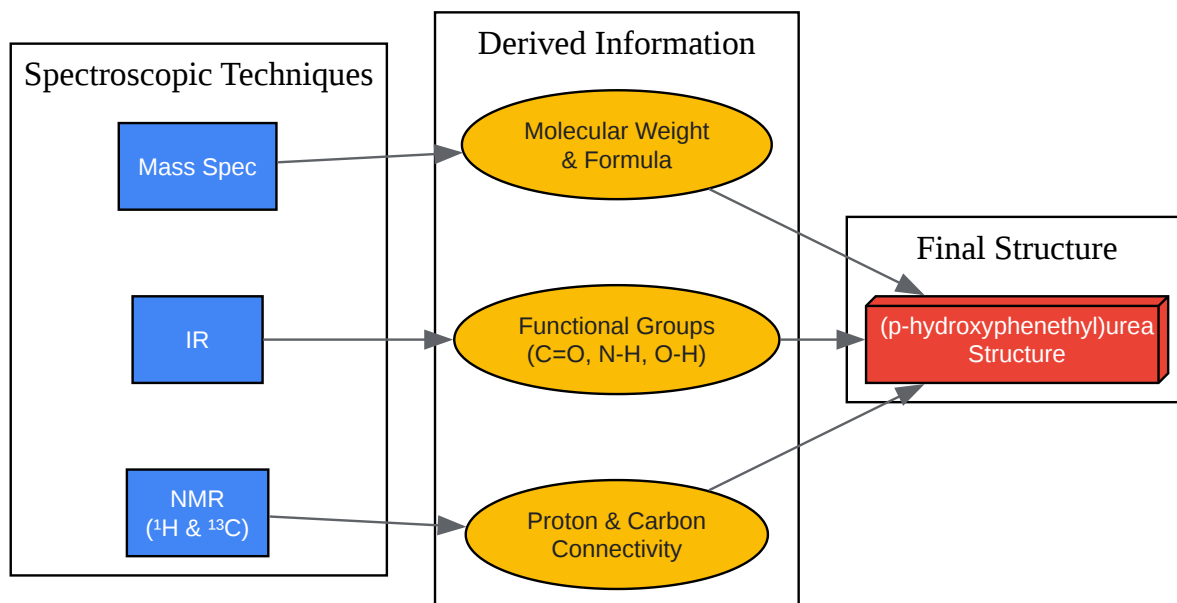 Spectroscopic Techniques
Mass Spec
IR
NMR
(¹H & ¹³C)
Derived Information
Molecular Weight
& Formula
Functional Groups
(C=O, N-H, O-H)
Proton & Carbon
Connectivity
Final Structure
(p-hydroxyphenethyl)urea
Structure